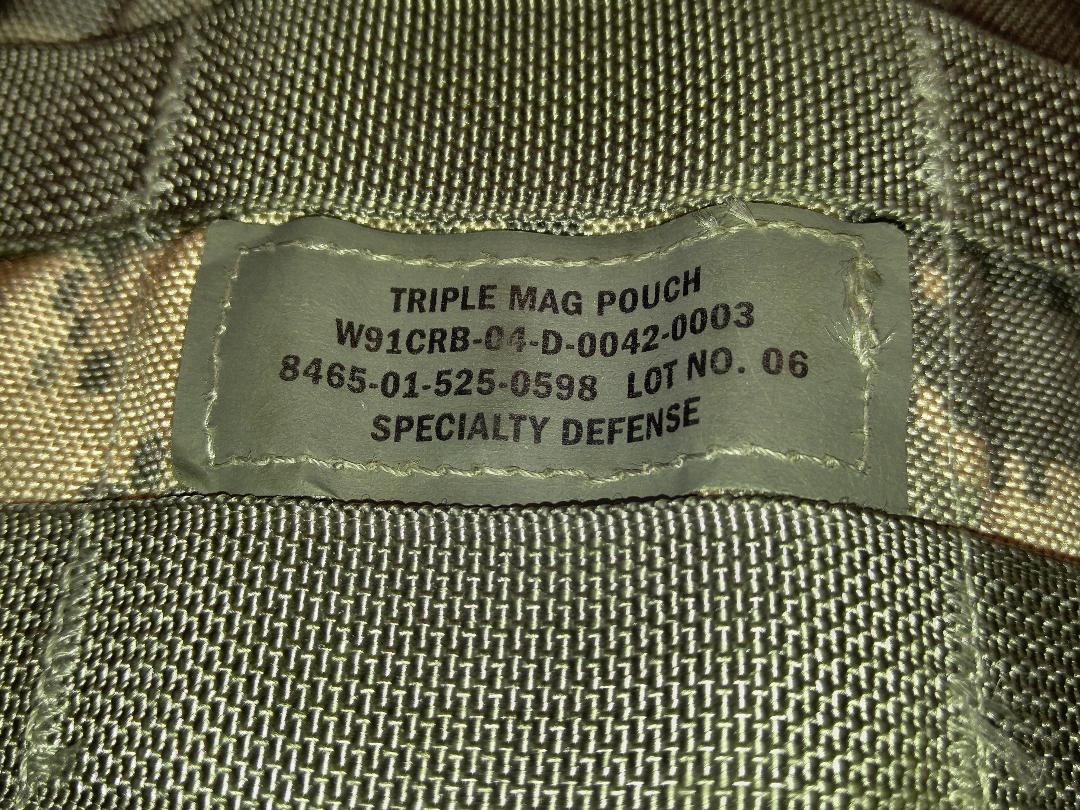 TRIPLE MAG POUCH
W91CRB-04-D-0042-0003
8465-01-525-0598 LOT NO. 06
SPECIALTY DEFENSE